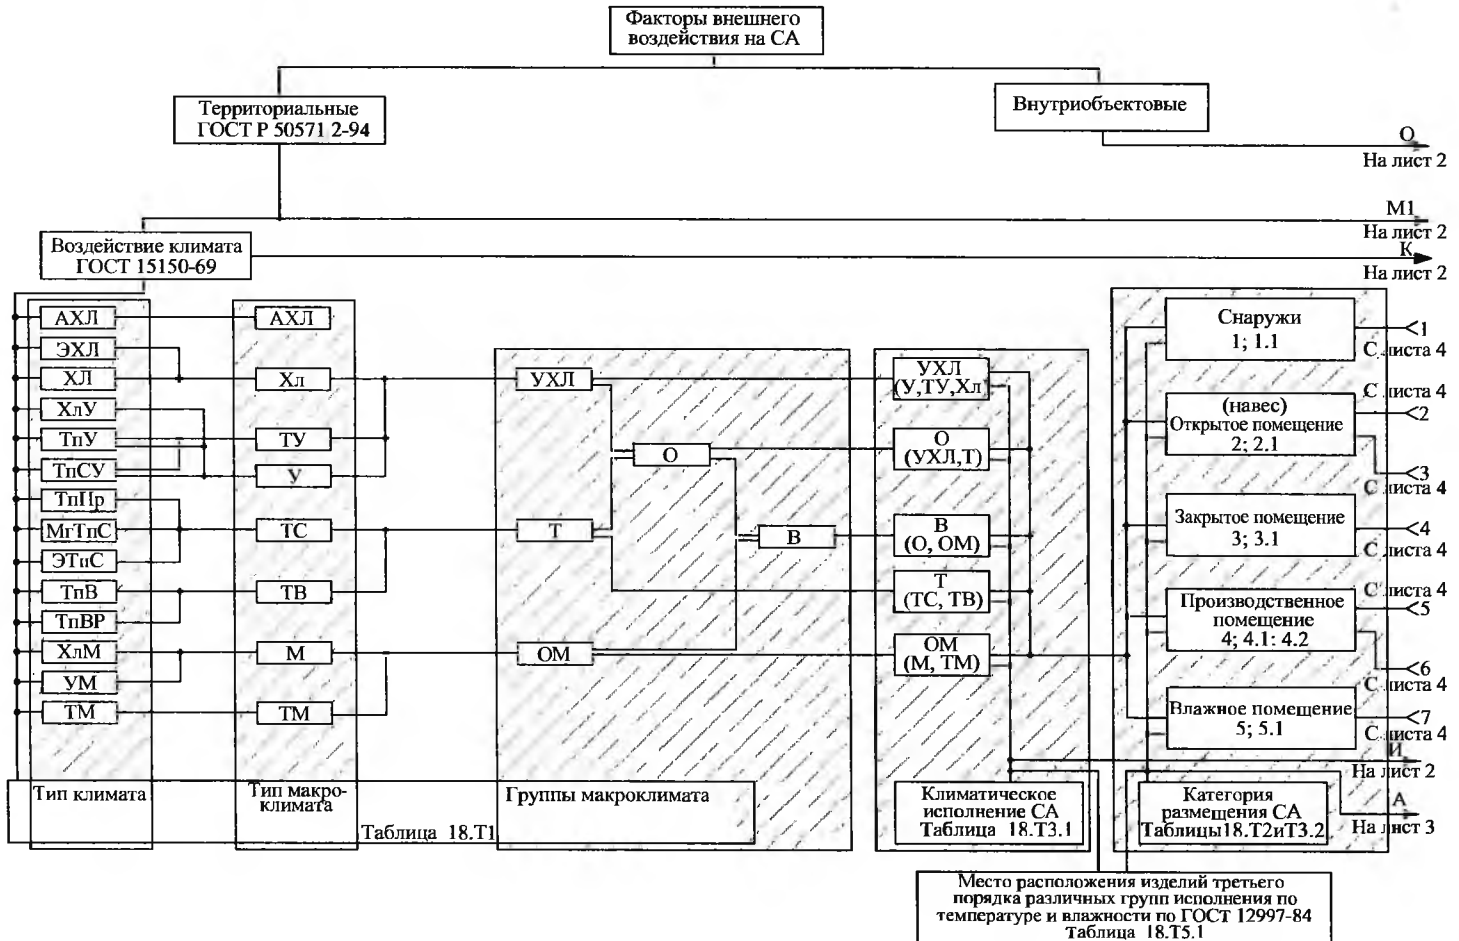 Факторы внешнего
воздействия на СА
Территориальные
ГОСТ Р 50571 2-94
Внутриобъектовые
О
На лист 2
М1
На лист 2
Воздействие климата
ГОСТ 15150-69
К
На лист 2
АХЛ
ЭХЛ
ХЛ
ХлУ
ТпУ
ТпСУ
ТпПр
МгТпС
ЭТпС
ТпВ
ТпВР
ХлМ
УМ
ТМ
Тип климата
АХЛ
Хл
ТУ
У
ТС
ТВ
М
ТМ
Тип макро-
климата
Таблица 18.Т1
УХЛ
О
Т
В
ОМ
Группы макроклимата
УХЛ
(У,ТУ,Хл)
О
(УХЛ,Т)
В
(О, ОМ)
Т
(ТС, ТВ)
ОМ
(М, ТМ)
Климатическое
исполнение СА
Таблица 18.Т3.1
Снаружи
1; 1.1
1
С листа 4
(навес)
Открытое помещение
2; 2.1
С листа 4
2
3
С листа 4
Закрытое помещение
3; 3.1
4
С листа 4
Производственное
помещение
4; 4.1: 4.2
С листа 4
5
6
С листа 4
Влажное помещение
5; 5.1
7
С листа 4
И
На лист 2
Категория
размещения СА
Таблицы18.Т2иТ3.2
А
На лист 3
Место расположения изделий третьего
порядка различных групп исполнения по
температуре и влажности по ГОСТ 12997-84
Таблица 18.Т5.1